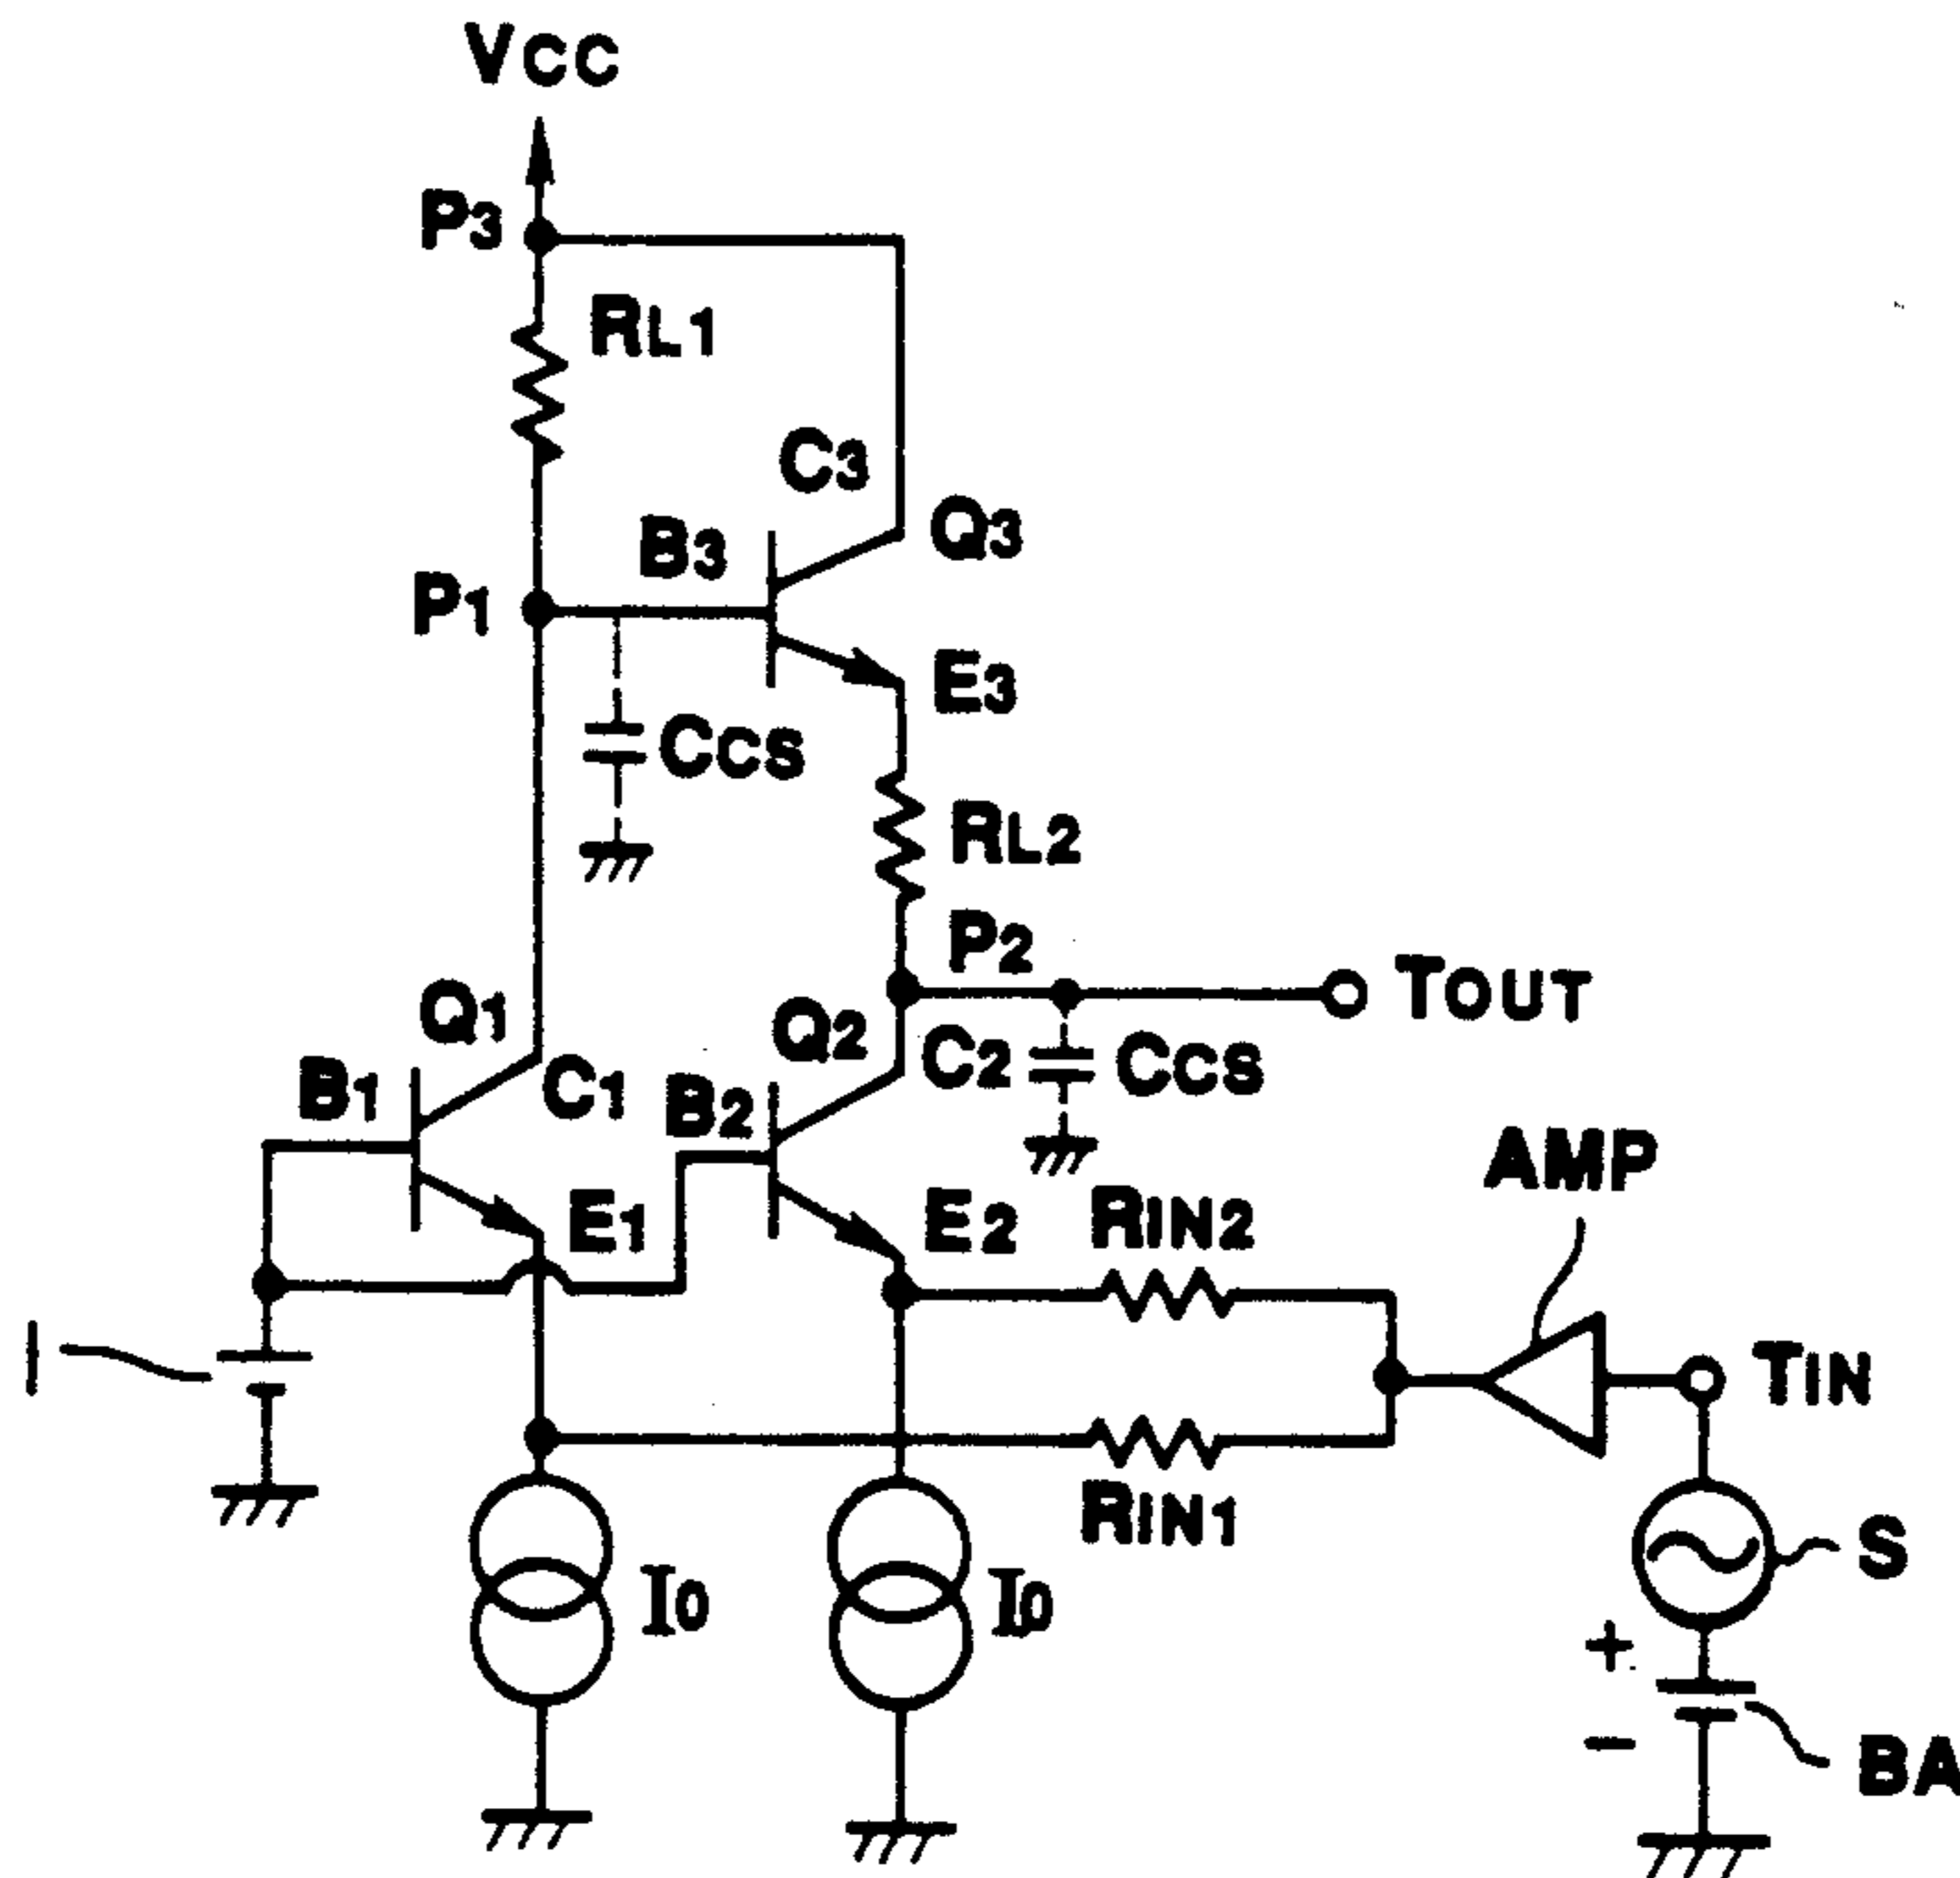 VCC
P3
RL1
C3
Q3
B3
P1
E3
CCS
RL2
P2
TOUT
Q1
Q2
C2
CCS
B1
C1
B2
AMP
E1
E2
RIN2
1
TIN
RIN1
S
I0
I0
+
−
BA